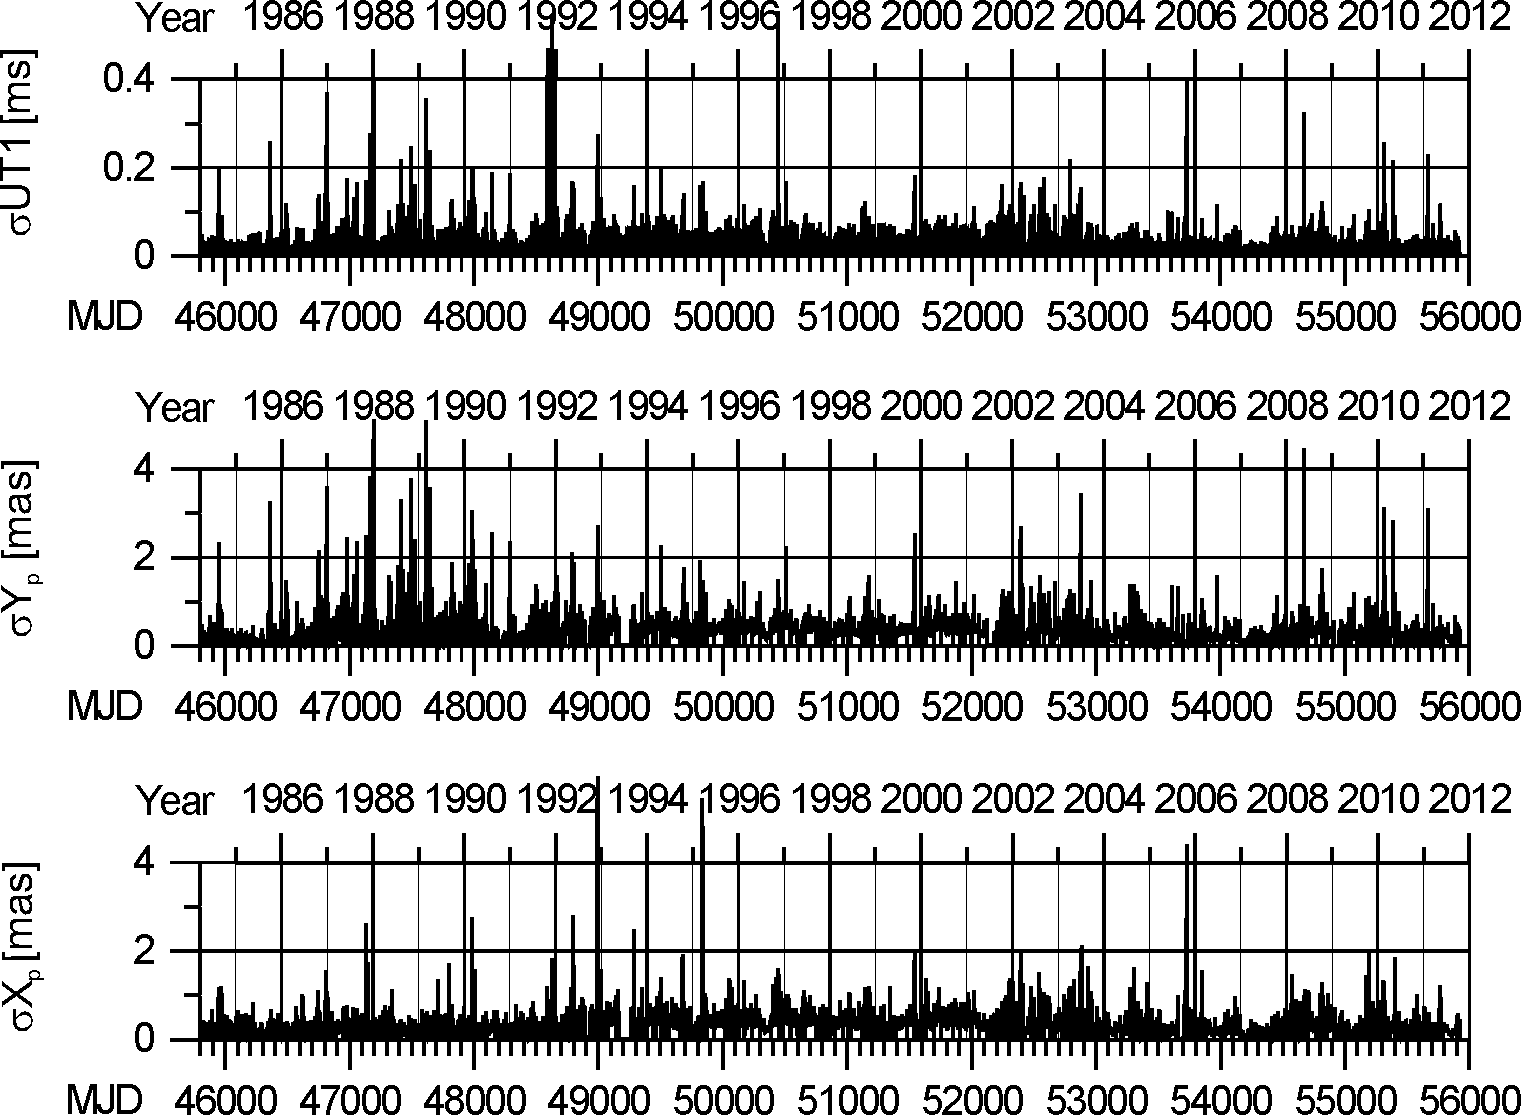 Year 1986 1988 1990 1992 1994 1996 1998 2000 2002 2004 2006 2008 2010 2012
σUT1 [ms]
0.4
0.2
0
MJD 46000 47000 48000 49000 50000 51000 52000 53000 54000 55000 56000
Year 1986 1988 1990 1992 1994 1996 1998 2000 2002 2004 2006 2008 2010 2012
σYp [mas]
4
2
0
MJD 46000 47000 48000 49000 50000 51000 52000 53000 54000 55000 56000
Year 1986 1988 1990 1992 1994 1996 1998 2000 2002 2004 2006 2008 2010 2012
σXp [mas]
4
2
0
MJD 46000 47000 48000 49000 50000 51000 52000 53000 54000 55000 56000